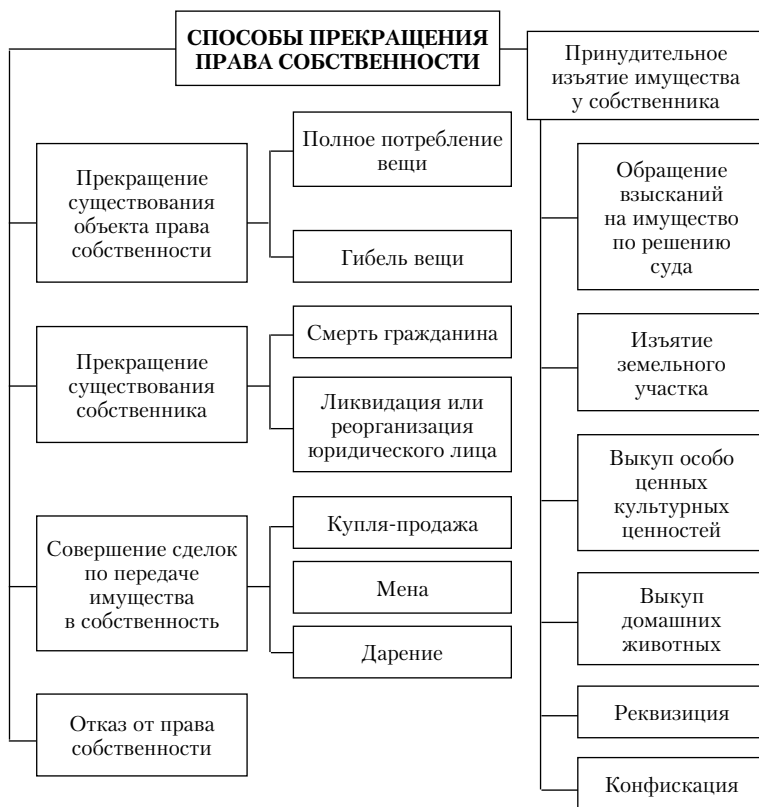 СПОСОБЫ ПРЕКРАЩЕНИЯ
ПРАВА СОБСТВЕННОСТИ
Прекращение
существования
объекта права
собственности
Полное потребление
вещи
Гибель вещи
Прекращение
существования
собственника
Смерть гражданина
Ликвидация или
реорганизация
юридического лица
Совершение сделок
по передаче
имущества
в собственность
Купля-продажа
Мена
Дарение
Отказ от права
собственности
Принудительное
изъятие имущества
у собственника
Обращение
взысканий
на имущество
по решению
суда
Изъятие
земельного
участка
Выкуп особо
ценных
культурных
ценностей
Выкуп
домашних
животных
Реквизиция
Конфискация